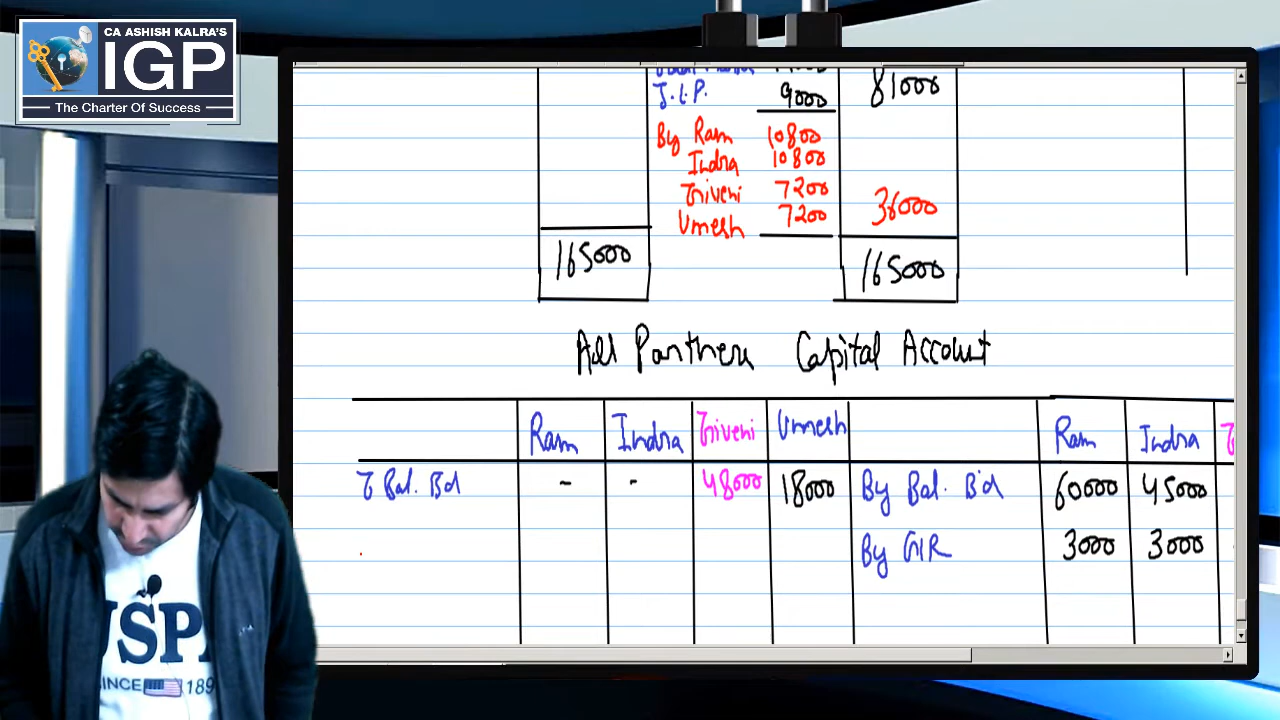 CA ASHISH KALRA'S
IGP
The Charter Of Success
J.L.P. 9000 81000
By Ram 10800
Indra 10800
Triveni 7200 36000
Umesh 7200
165000 165000
All Partners Capital Account
Ram Indra Triveni Umesh Ram Indra T
To Bal. B/d - - 48000 18000 By Bal. B/d 60000 45000
By G/R 3000 3000
USPA
SINCE 189